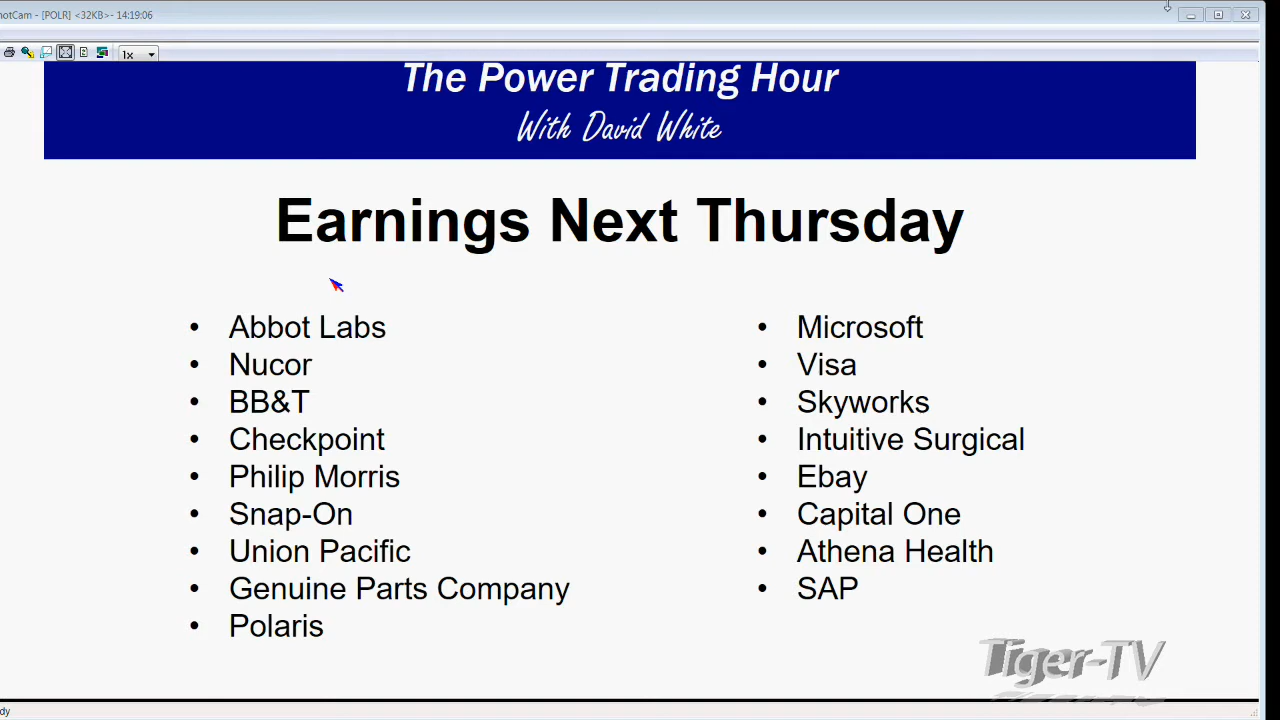 notCam - [POLR] <32KB>- 14:19:06
1x
The Power Trading Hour
With David White
Earnings Next Thursday
• Abbot Labs
• Nucor
• BB&T
• Checkpoint
• Philip Morris
• Snap-On
• Union Pacific
• Genuine Parts Company
• Polaris
• Microsoft
• Visa
• Skyworks
• Intuitive Surgical
• Ebay
• Capital One
• Athena Health
• SAP
Tiger-TV
dy